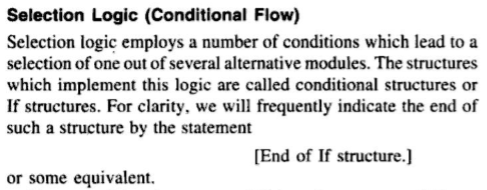 Selection Logic (Conditional Flow)
Selection logic employs a number of conditions which lead to a
selection of one out of several alternative modules. The structures
which implement this logic are called conditional structures or
If structures. For clarity, we will frequently indicate the end of
such a structure by the statement
[End of If structure.]
or some equivalent.